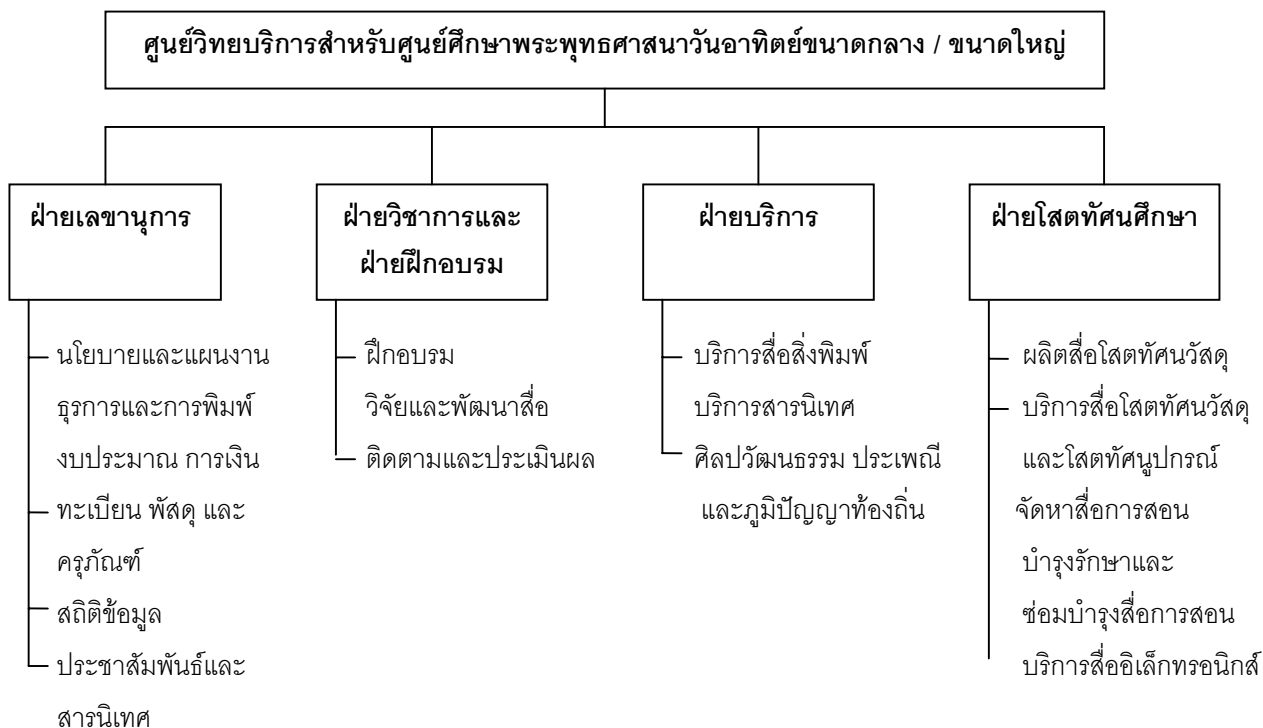 ศูนย์วิทยบริการสำหรับศูนย์ศึกษาพระพุทธศาสนาวันอาทิตย์ขนาดกลาง / ขนาดใหญ่
ฝ่ายเลขานุการ
นโยบายและแผนงาน
ธุรการและการพิมพ์
งบประมาณ การเงิน
ทะเบียน พัสดุ และ
ครุภัณฑ์
สถิติข้อมูล
ประชาสัมพันธ์และ
สารนิเทศ
ฝ่ายวิชาการและ
ฝ่ายฝึกอบรม
ฝึกอบรม
วิจัยและพัฒนาสื่อ
ติดตามและประเมินผล
ฝ่ายบริการ
บริการสื่อสิ่งพิมพ์
บริการสารนิเทศ
ศิลปวัฒนธรรม ประเพณี
และภูมิปัญญาท้องถิ่น
ฝ่ายโสตทัศนศึกษา
ผลิตสื่อโสตทัศนวัสดุ
บริการสื่อโสตทัศนวัสดุ
และโสตทัศนูปกรณ์
จัดหาสื่อการสอน
บำรุงรักษาและ
ซ่อมบำรุงสื่อการสอน
บริการสื่ออิเล็กทรอนิกส์